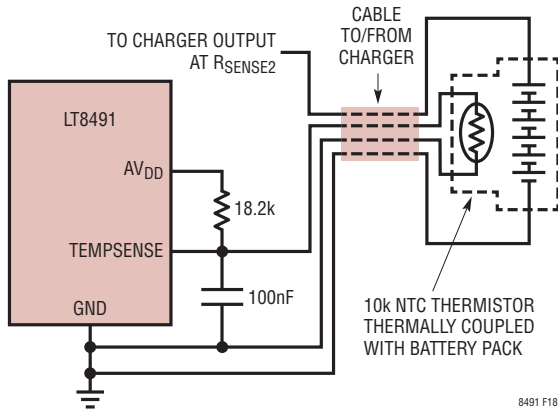 TO CHARGER OUTPUT
AT RSENSE2
CABLE
TO/FROM
CHARGER
LT8491
AVDD
18.2k
TEMPSENSE
100nF
GND
10k NTC THERMISTOR
THERMALLY COUPLED
WITH BATTERY PACK
8491 F18